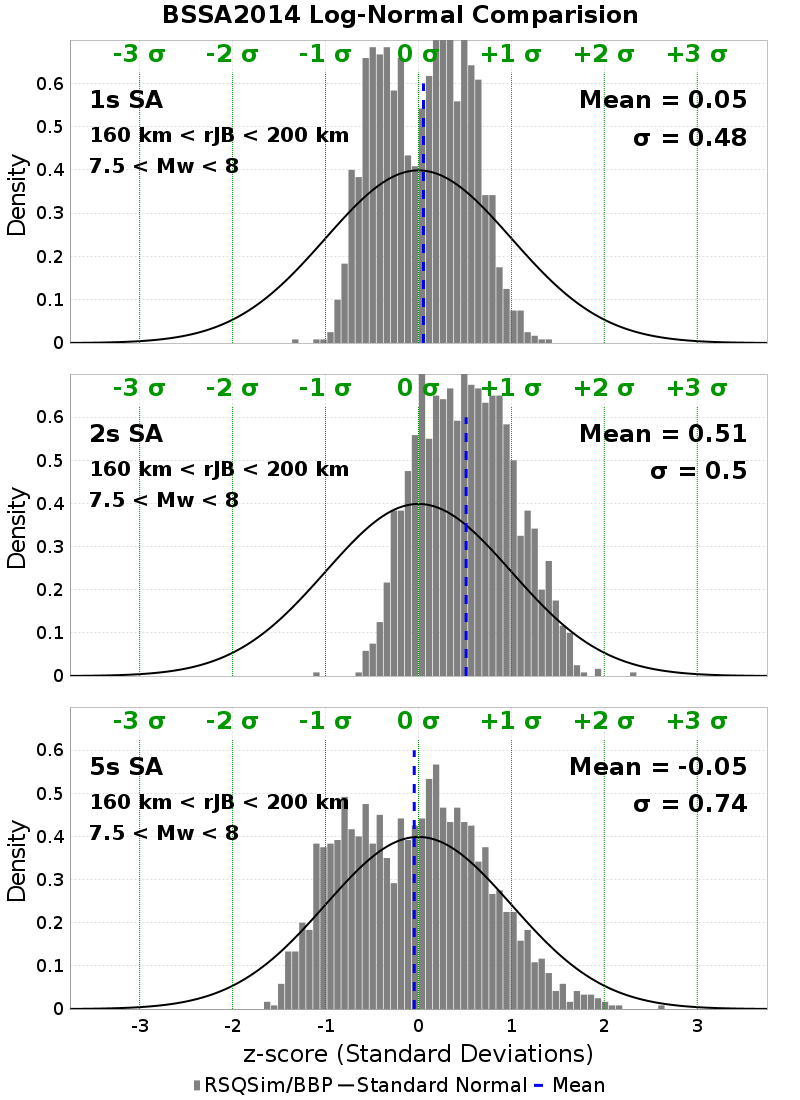 BSSA2014 Log-Normal Comparision
-3 σ -2 σ -1 σ 0 σ +1 σ +2 σ +3 σ
1s SA
Mean = 0.05
160 km < rJB < 200 km
σ = 0.48
7.5 < Mw < 8
Density
0.6
0.5
0.4
0.3
0.2
0.1
0
-3 σ -2 σ -1 σ 0 σ +1 σ +2 σ +3 σ
2s SA
Mean = 0.51
160 km < rJB < 200 km
σ = 0.5
7.5 < Mw < 8
Density
0.6
0.5
0.4
0.3
0.2
0.1
0
-3 σ -2 σ -1 σ 0 σ +1 σ +2 σ +3 σ
5s SA
Mean = -0.05
160 km < rJB < 200 km
σ = 0.74
7.5 < Mw < 8
Density
0.6
0.5
0.4
0.3
0.2
0.1
0
-3 -2 -1 0 1 2 3
z-score (Standard Deviations)
RSQSim/BBP Standard Normal Mean